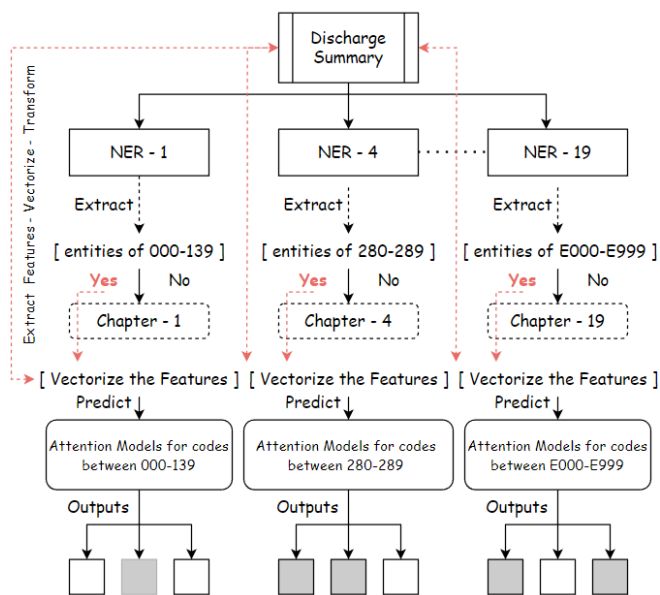 Discharge
Summary
Extract Features - Vectorize - Transform
NER - 1
NER - 4
NER - 19
Extract
Extract
Extract
[ entities of 000-139 ]
[ entities of 280-289 ]
[ entities of E000-E999 ]
Yes No
Yes No
Yes No
Chapter - 1
Chapter - 4
Chapter - 19
[ Vectorize the Features ]
[ Vectorize the Features ]
[ Vectorize the Features ]
Predict
Predict
Predict
Attention Models for codes
between 000-139
Attention Models for codes
between 280-289
Attention Models for codes
between E000-E999
Outputs
Outputs
Outputs